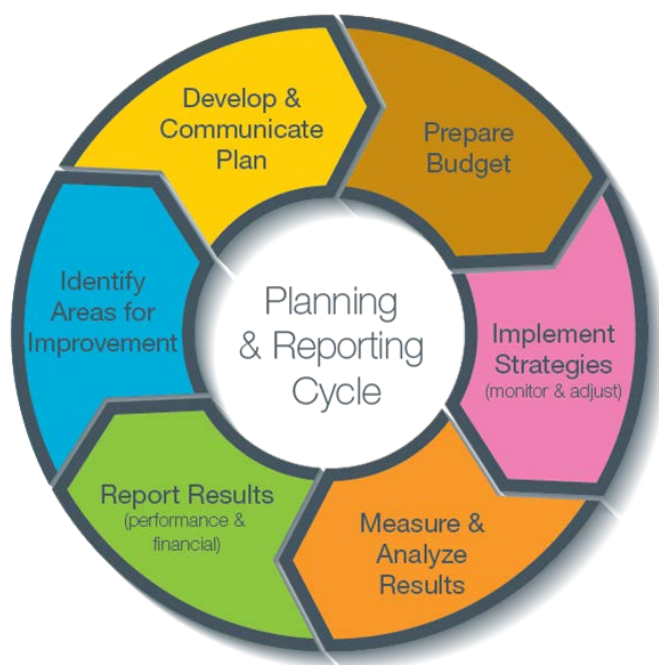 Develop &
Communicate
Plan
Prepare
Budget
Implement
Strategies
(monitor & adjust)
Measure &
Analyze
Results
Report Results
(performance &
financial)
Identify
Areas for
Improvement
Planning
& Reporting
Cycle